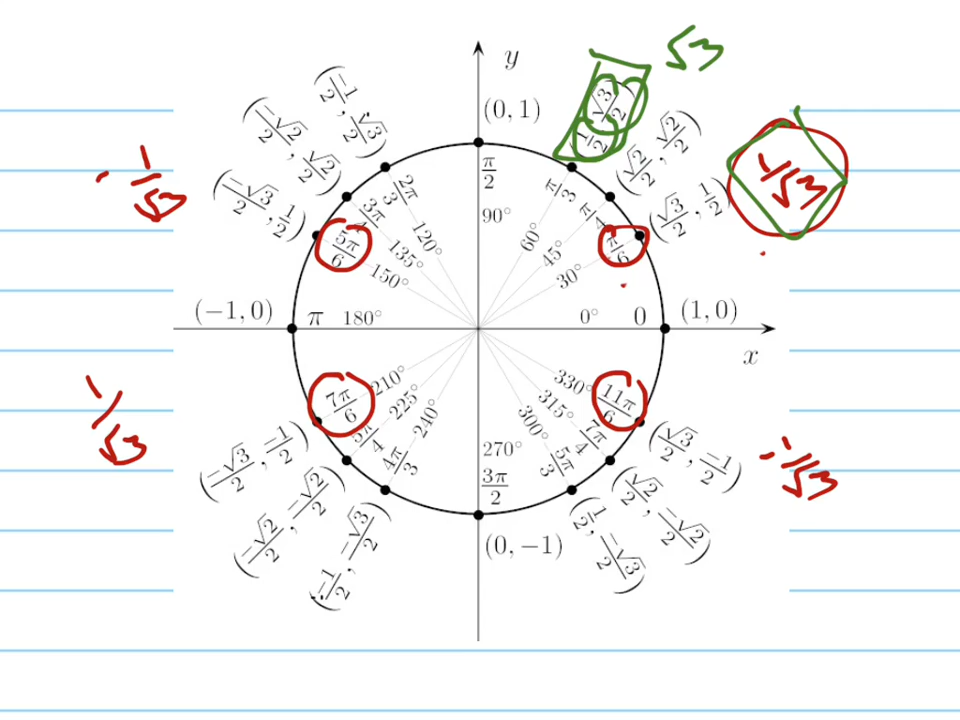 y
√3
(0, 1)
(1/2, √3/2)
(−1/2, √3/2)
(√2/2, √2/2)
(−√2/2, √2/2)
(√3/2, 1/2)
(−√3/2, 1/2)
1/√3
- 1/√3
π/2
90°
π/3
60°
π/4
45°
π/6
30°
2π/3
120°
3π/4
135°
5π/6
150°
(−1, 0)
π 180°
0° 0
(1, 0)
x
7π/6
210°
5π/4
225°
4π/3
240°
270°
3π/2
330°
11π/6
315°
7π/4
300°
5π/3
1/√3
- 1/√3
(−√3/2, −1/2)
(−√2/2, −√2/2)
(−1/2, −√3/2)
(0, −1)
(√3/2, −1/2)
(√2/2, −√2/2)
(1/2, −√3/2)